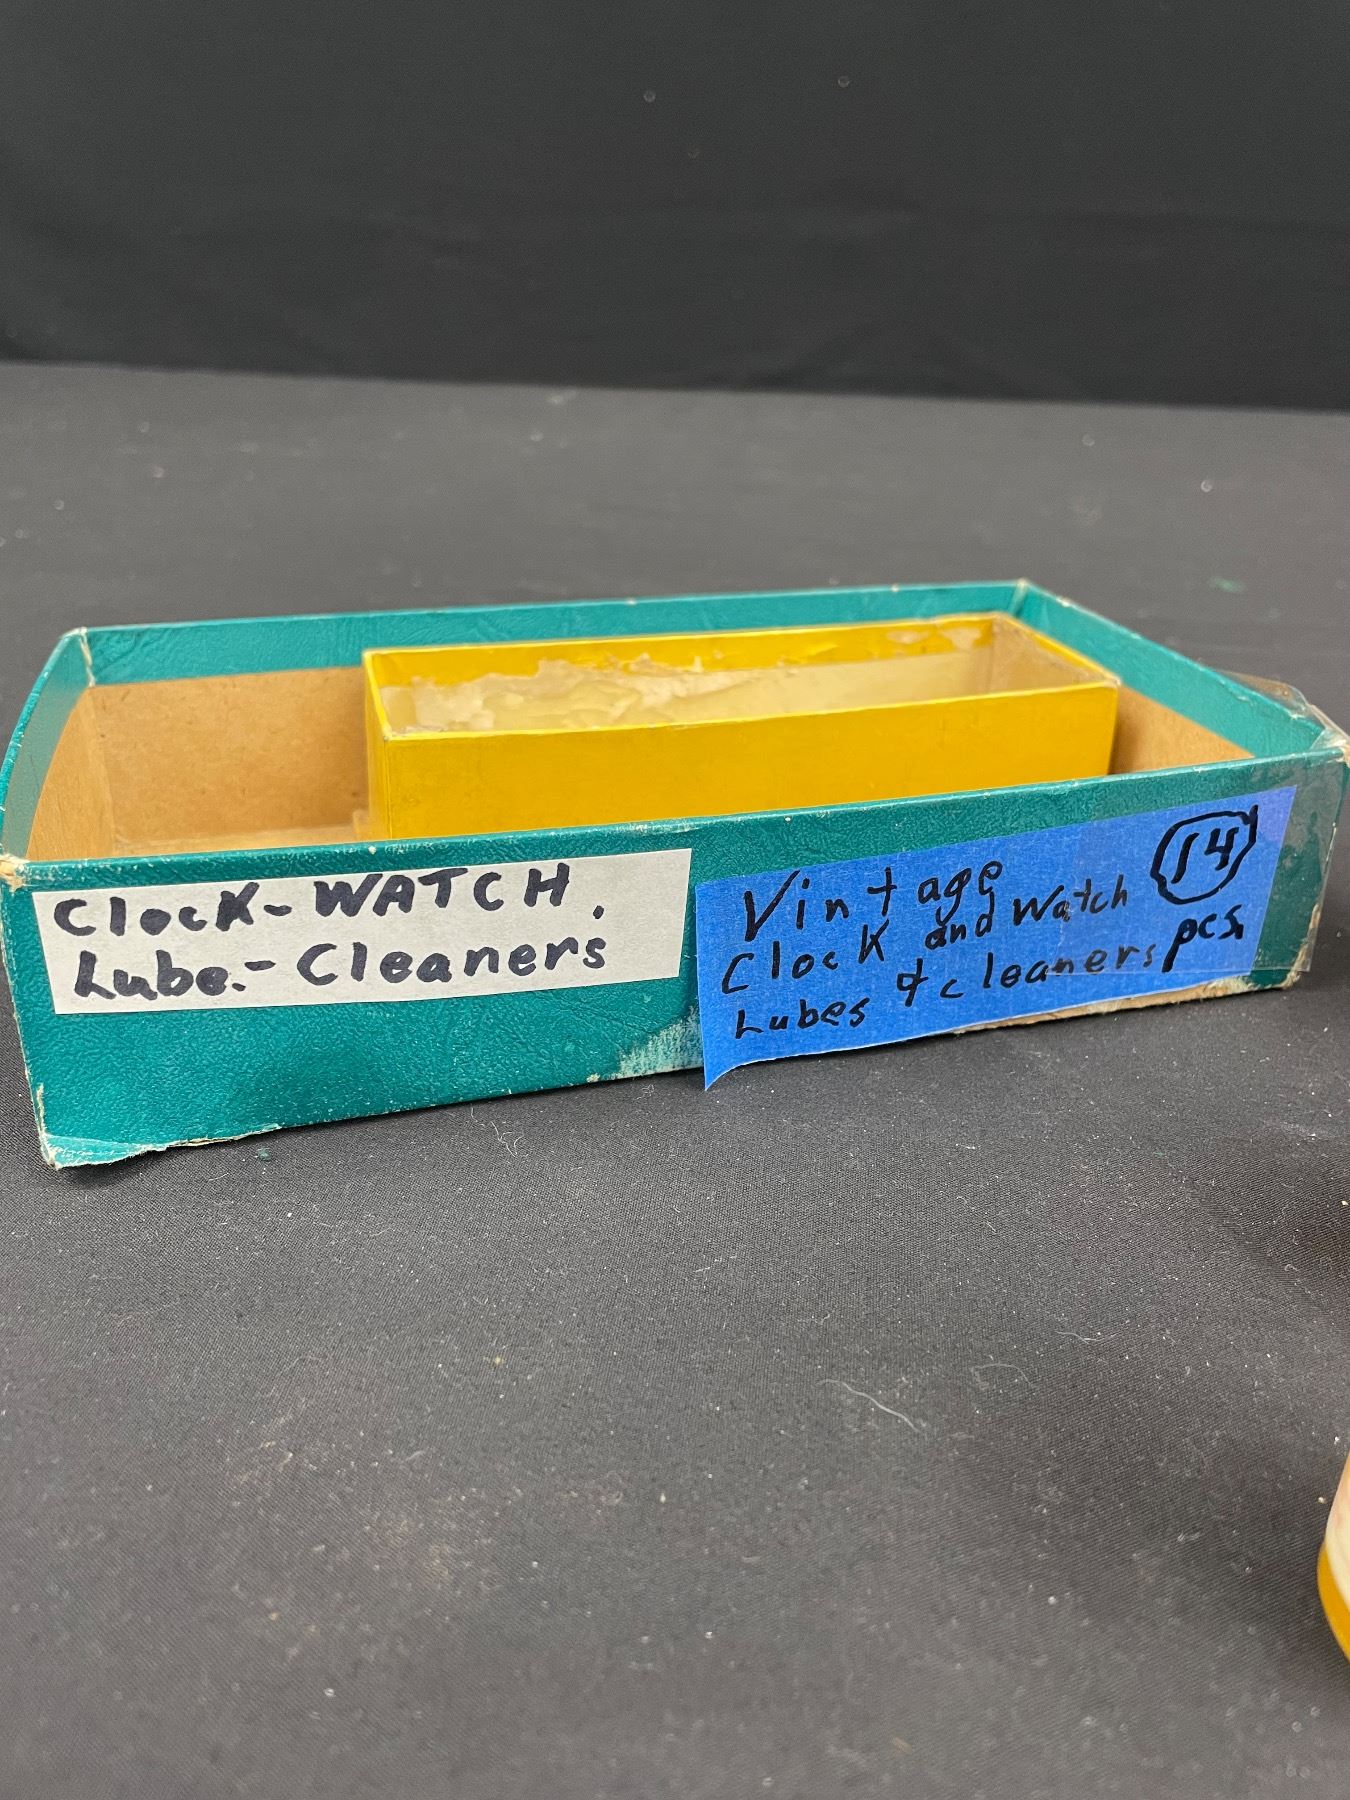 Clock-WATCH.
Lube.-Cleaners
Vintage
Clock and Watch
Lubes & cleaners
14
pcs.